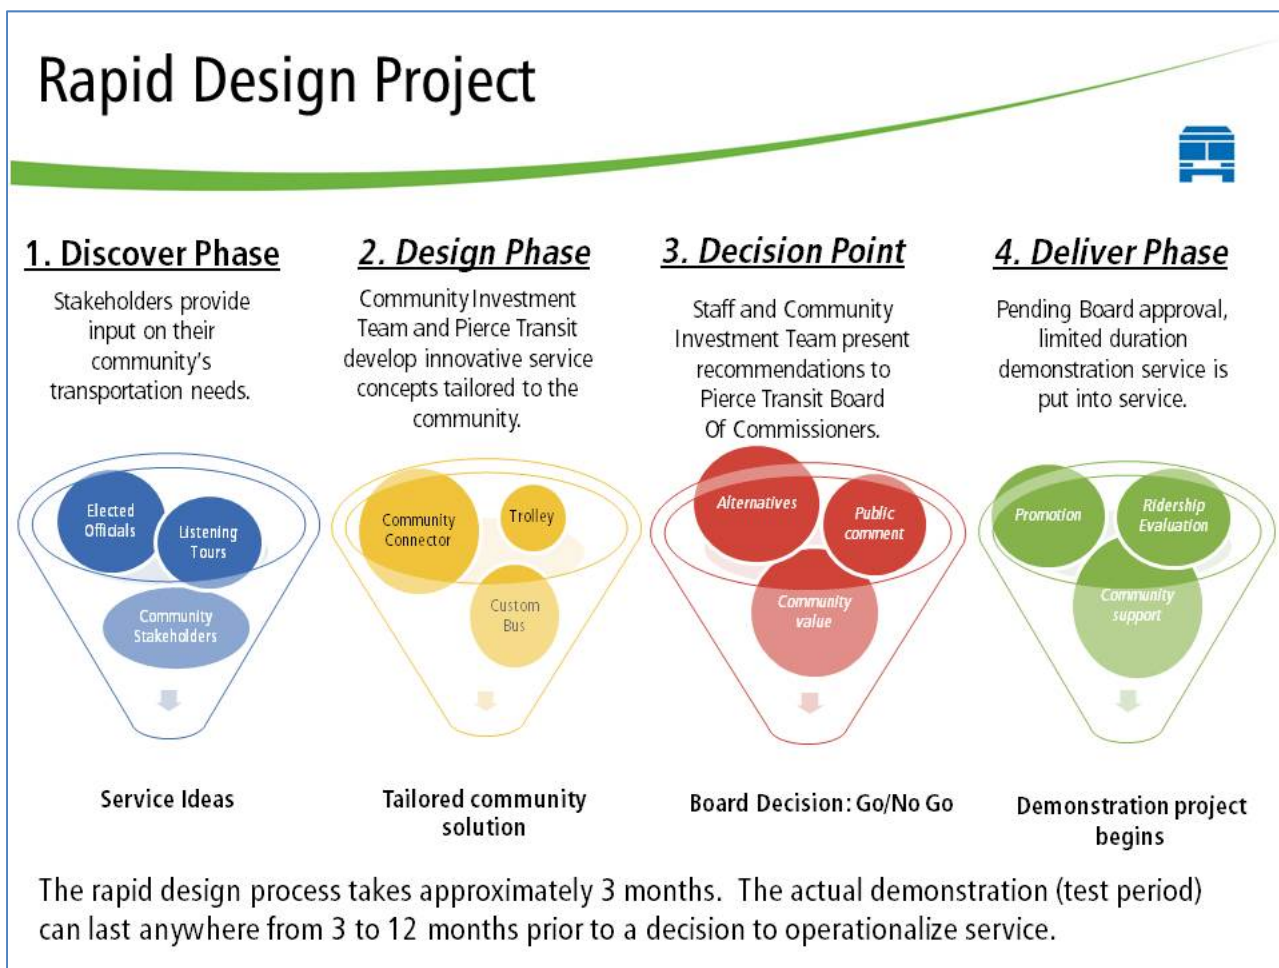 Rapid Design Project
1. Discover Phase
Stakeholders provide
input on their
community's
transportation needs.
Elected
Officials
Listening
Tours
Community
Stakeholders
Service Ideas
2. Design Phase
Community Investment
Team and Pierce Transit
develop innovative service
concepts tailored to the
community.
Community
Connector
Trolley
Custom
Bus
Tailored community
solution
3. Decision Point
Staff and Community
Investment Team present
recommendations to
Pierce Transit Board
Of Commissioners.
Alternatives
Public
comment
Community
value
Board Decision: Go/No Go
4. Deliver Phase
Pending Board approval,
limited duration
demonstration service is
put into service.
Promotion
Ridership
Evaluation
Community
support
Demonstration project
begins
The rapid design process takes approximately 3 months.  The actual demonstration (test period)
can last anywhere from 3 to 12 months prior to a decision to operationalize service.